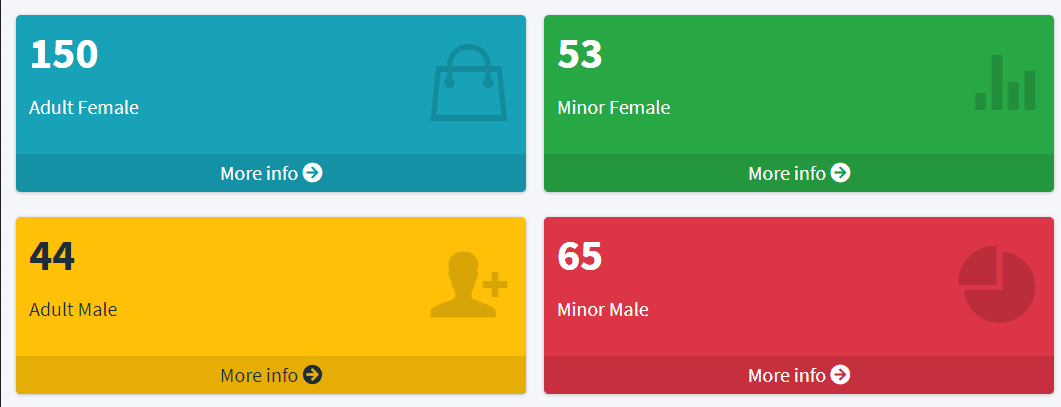 150
Adult Female
More info
53
Minor Female
More info
44
Adult Male
More info
65
Minor Male
More info